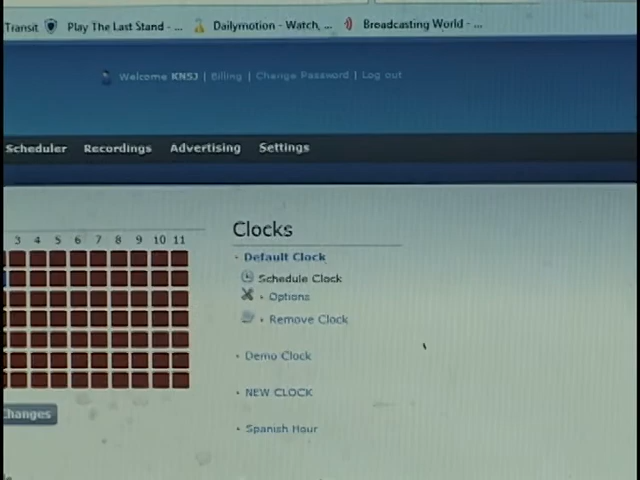 Transit Play The Last Stand - ... Dailymotion - Watch, ... Broadcasting World - ...
Welcome KNSJ | Billing | Change Password | Log out
Scheduler Recordings Advertising Settings
3 4 5 6 7 8 9 10 11
Clocks
Default Clock
Schedule Clock
Options
Remove Clock
Demo Clock
NEW CLOCK
Spanish Hour
Changes